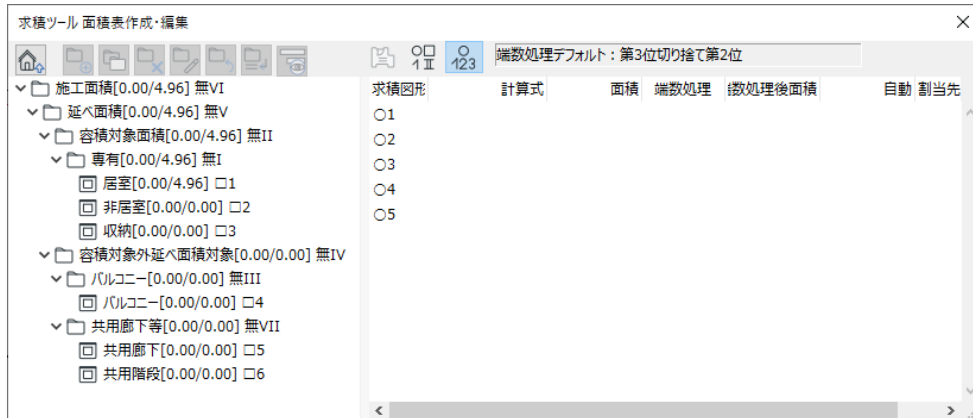 求積ツール 面積表作成・編集
端数処理デフォルト：第3位切り捨て第2位
施工面積[0.00/4.96] 無VI
延べ面積[0.00/4.96] 無V
容積対象面積[0.00/4.96] 無II
専有[0.00/4.96] 無I
居室[0.00/4.96] □1
非居室[0.00/0.00] □2
収納[0.00/0.00] □3
容積対象外延べ面積対象[0.00/0.00] 無IV
バルコニー[0.00/0.00] 無III
バルコニー[0.00/0.00] □4
共用廊下等[0.00/0.00] 無VII
共用廊下[0.00/0.00] □5
共用階段[0.00/0.00] □6
求積図形 計算式 面積 端数処理 数処理後面積 自動 割当先
○1
○2
○3
○4
○5